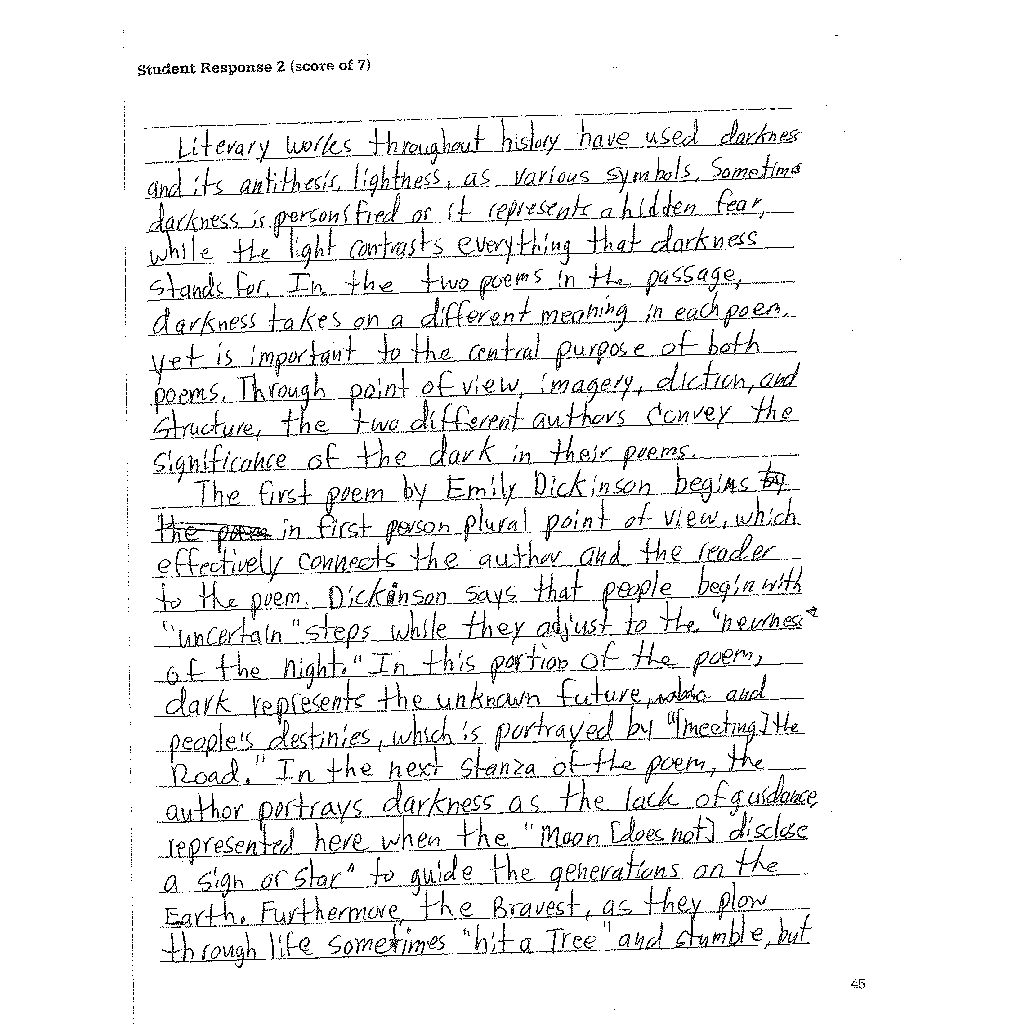 Student Response 2 (score of 7)
Literary works throughout history have used darkness
and its antithesis, lightness, as various symbols. Sometime
darkness is personified or it represents a hidden fear,
while the light contrasts everything that darkness
stands for. In the two poems in the passage,
darkness takes on a different meaning in each poem,
yet is important to the central purpose of both
poems. Through point of view, imagery, diction, and
structure, the two different authors convey the
significance of the dark in their poems.
The first poem by Emily Dickinson begins by
the poem in first person plural point of view, which
effectively connects the author and the reader
to the poem. Dickinson says that people begin with
"uncertain" steps while they adjust to the "newness
of the night." In this portion of the poem,
dark represents the unknown future, and
people's destinies, which is portrayed by "[meeting] the
Road." In the next stanza of the poem, the
author portrays darkness as the lack of guidance,
represented here when the "Moon [does not] disclose
a sign or Star" to guide the generations on the
Earth. Furthermore, the Bravest, as they plow
through life sometimes "hit a Tree" and stumble, but
45